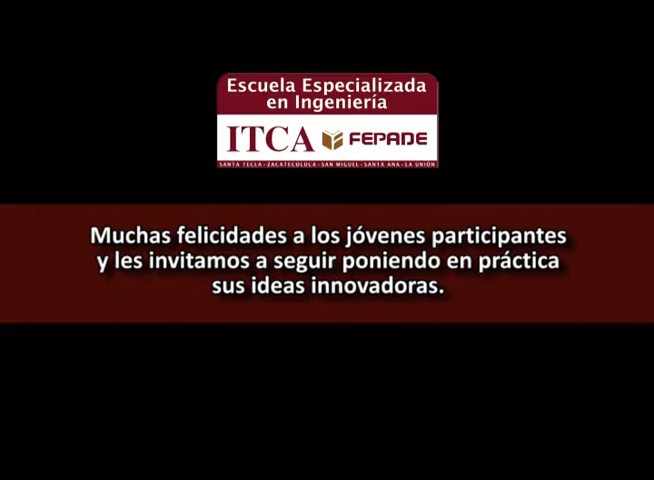 Escuela Especializada
en Ingeniería
ITCA FEPADE
SANTA TECLA • ZACATECOLUCA • SAN MIGUEL • SANTA ANA • LA UNIÓN
Muchas felicidades a los jóvenes participantes
y les invitamos a seguir poniendo en práctica
sus ideas innovadoras.